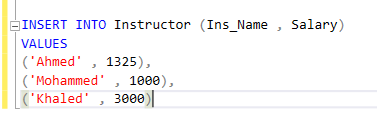 INSERT INTO Instructor (Ins_Name , Salary)
VALUES
('Ahmed' , 1325),
('Mohammed' , 1000),
('Khaled' , 3000)